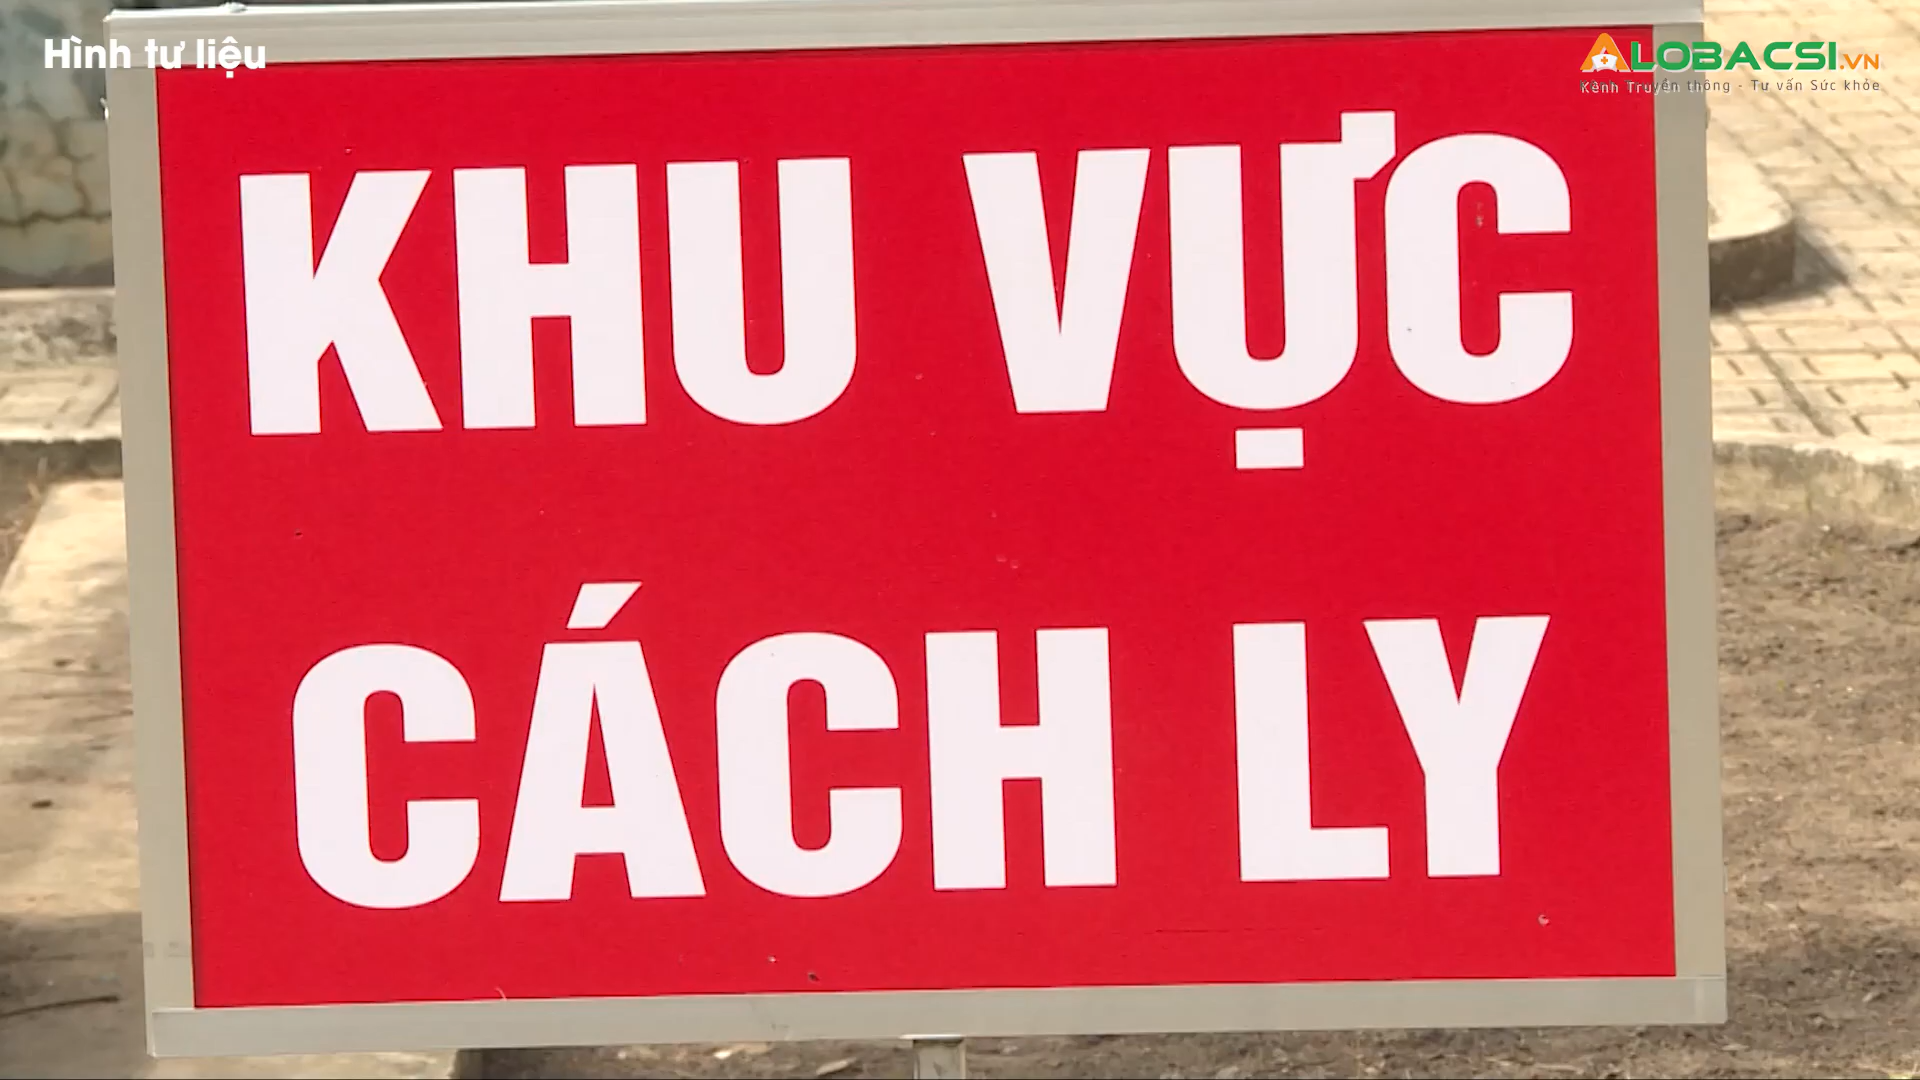 Hình tư liệu
ALOBACSI.VN
Kênh Truyền thông - Tư vấn Sức khỏe
KHU VỰC
CÁCH LY